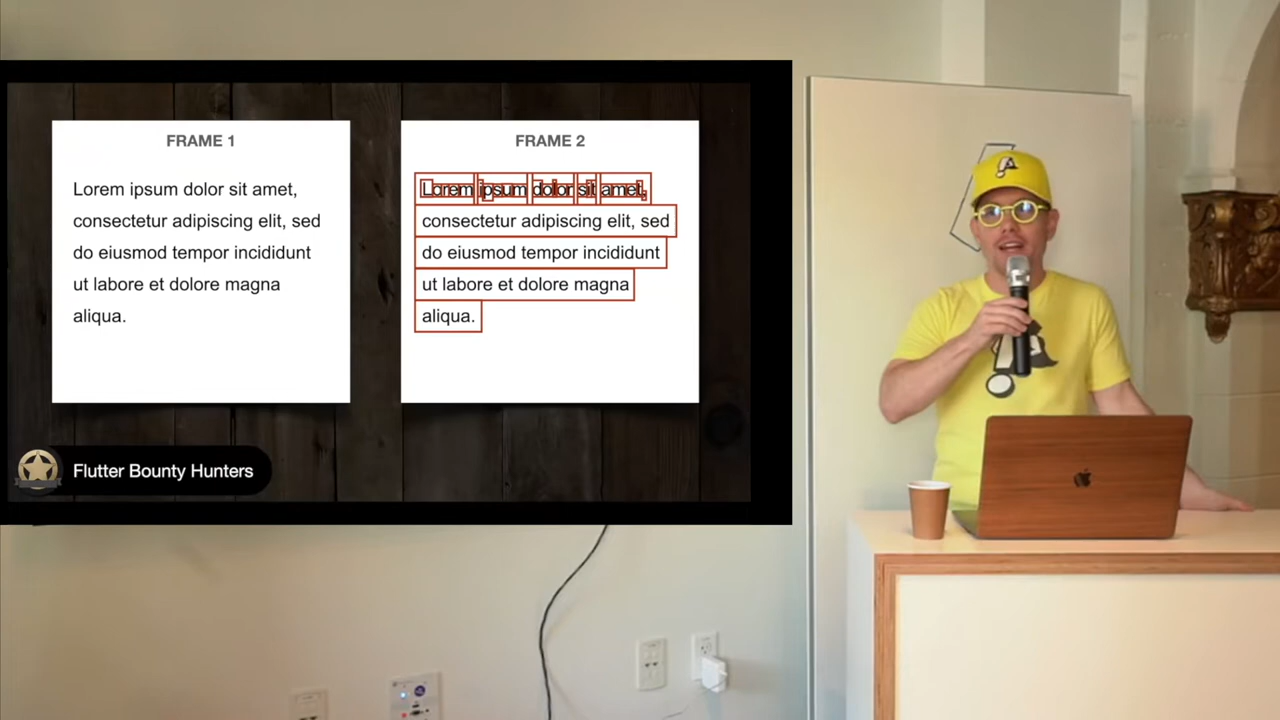 FRAME 1
Lorem ipsum dolor sit amet,
consectetur adipiscing elit, sed
do eiusmod tempor incididunt
ut labore et dolore magna
aliqua.
FRAME 2
Lorem ipsum dolor sit amet,
consectetur adipiscing elit, sed
do eiusmod tempor incididunt
ut labore et dolore magna
aliqua.
Flutter Bounty Hunters